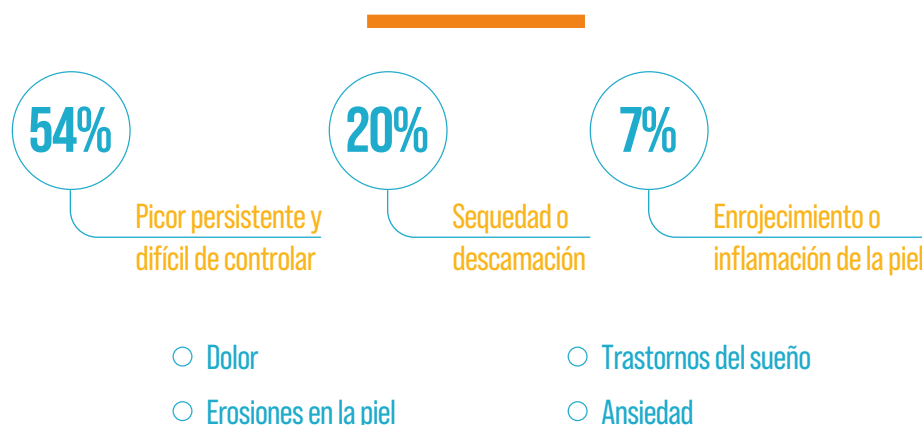 54%
Picor persistente y
difícil de controlar
20%
Sequedad o
descamación
7%
Enrojecimiento o
inflamación de la piel
Dolor
Erosiones en la piel
Trastornos del sueño
Ansiedad